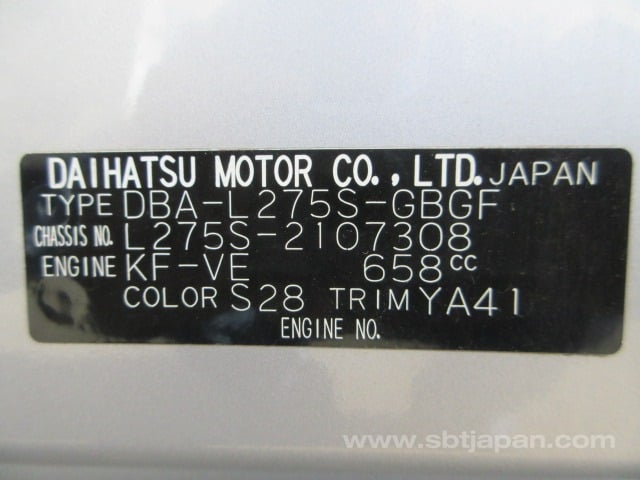 DAIHATSU MOTOR CO., LTD. JAPAN
TYPE DBA-L275S-GBGF
CHASSIS NO. L275S-2107308
ENGINE KF-VE 658cc
COLOR S28 TRIM YA41
ENGINE NO.
www.sbtjapan.com